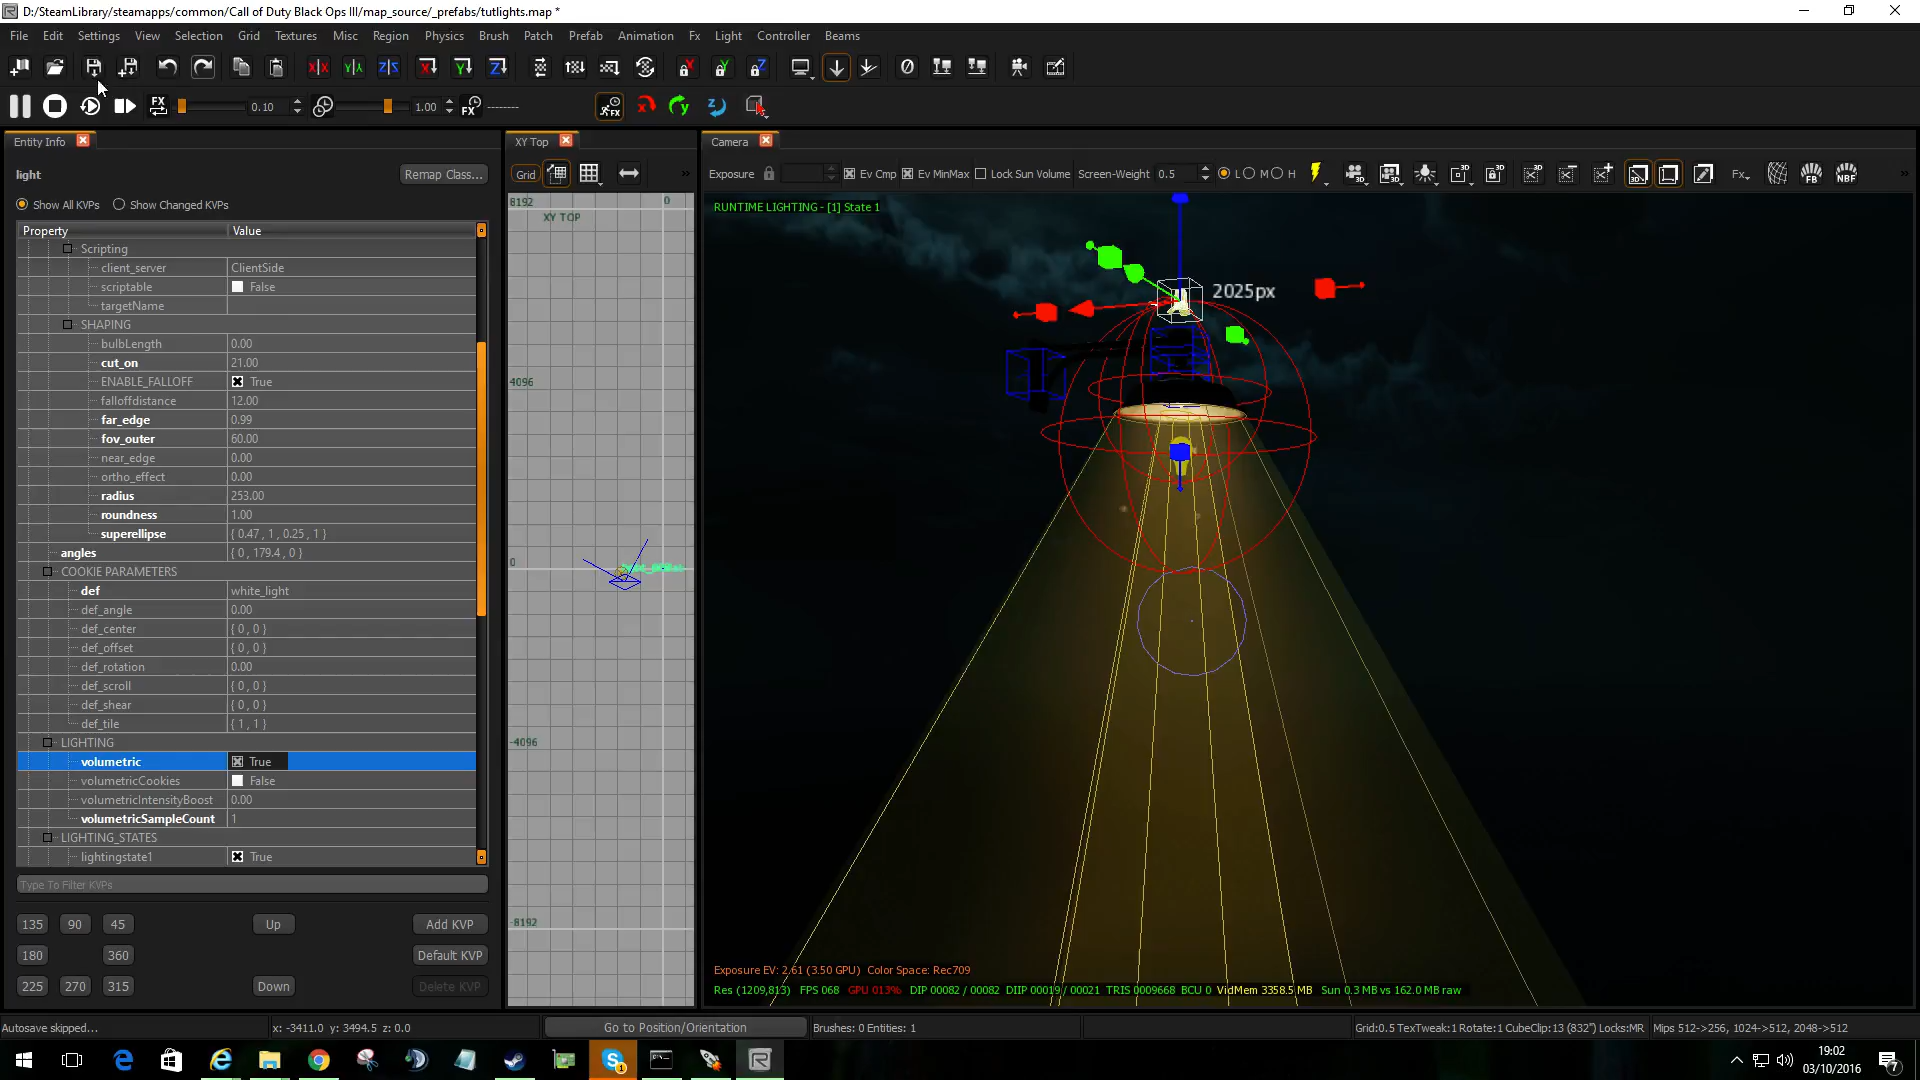 D:/SteamLibrary/steamapps/common/Call of Duty Black Ops III/map_source/_prefabs/tutlights.map *
File Edit Settings View Selection Grid Textures Misc Region Physics Brush Patch Prefab Animation Fx Light Controller Beams
FX 0.10 1.00 FX --------
Entity Info XY Top Camera
light Remap Class... Grid Exposure Ev Cmp Ev MinMax Lock Sun Volume Screen-Weight 0.5 L M H Fx FB NBF
Show All KVPs Show Changed KVPs
8192 0
XY TOP
RUNTIME LIGHTING - [1] State 1
Property Value
Scripting
client_server ClientSide
scriptable False
targetName
SHAPING
bulbLength 0.00
cut_on 21.00
ENABLE_FALLOFF True
falloffdistance 12.00
far_edge 0.99
fov_outer 60.00
near_edge 0.00
ortho_effect 0.00
radius 253.00
roundness 1.00
superellipse { 0.47 , 1 , 0.25 , 1 }
angles { 0 , 179.4 , 0 }
COOKIE PARAMETERS
def white_light
def_angle 0.00
def_center { 0 , 0 }
def_offset { 0 , 0 }
def_rotation 0.00
def_scroll { 0 , 0 }
def_shear { 0 , 0 }
def_tile { 1 , 1 }
LIGHTING
volumetric True
volumetricCookies False
volumetricIntensityBoost 0.00
volumetricSampleCount 1
LIGHTING_STATES
lightingstate1 True
Type To Filter KVPs
135 90 45 Up Add KVP
180 360 Default KVP
225 270 315 Down Delete KVP
4096
0
-4096
-8192
2025px
Exposure EV: 2.61 (3.50 GPU) Color Space: Rec709
Res (1209,813) FPS 068 GPU 013% DIP 00082 / 00082 DIIP 00019 / 00021 TRIS 0009668 BCU 0 VidMem 3358.5 MB Sun 0.3 MB vs 162.0 MB raw
Autosave skipped... x: -3411.0 y: 3494.5 z: 0.0 Go to Position/Orientation Brushes: 0 Entities: 1 Grid:0.5 TexTweak:1 Rotate:1 CubeClip:13 (832") Locks:MR Mips 512->256, 1024->512, 2048->512
19:02
03/10/2016